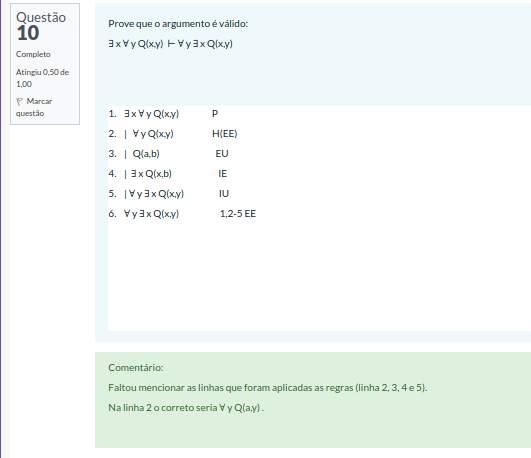 Questão
10
Completo
Atingiu 0,50 de
1,00
Marcar
questão
Prove que o argumento é válido:
∃ x ∀ y Q(x,y) ⊢ ∀ y ∃ x Q(x,y)
1. ∃ x ∀ y Q(x,y) P
2. | ∀ y Q(x,y) H(EE)
3. | Q(a,b) EU
4. | ∃ x Q(x,b) IE
5. | ∀ y ∃ x Q(x,y) IU
6. ∀ y ∃ x Q(x,y) 1,2-5 EE
Comentário:
Faltou mencionar as linhas que foram aplicadas as regras (linha 2, 3, 4 e 5).
Na linha 2 o correto seria ∀ y Q(a,y) .